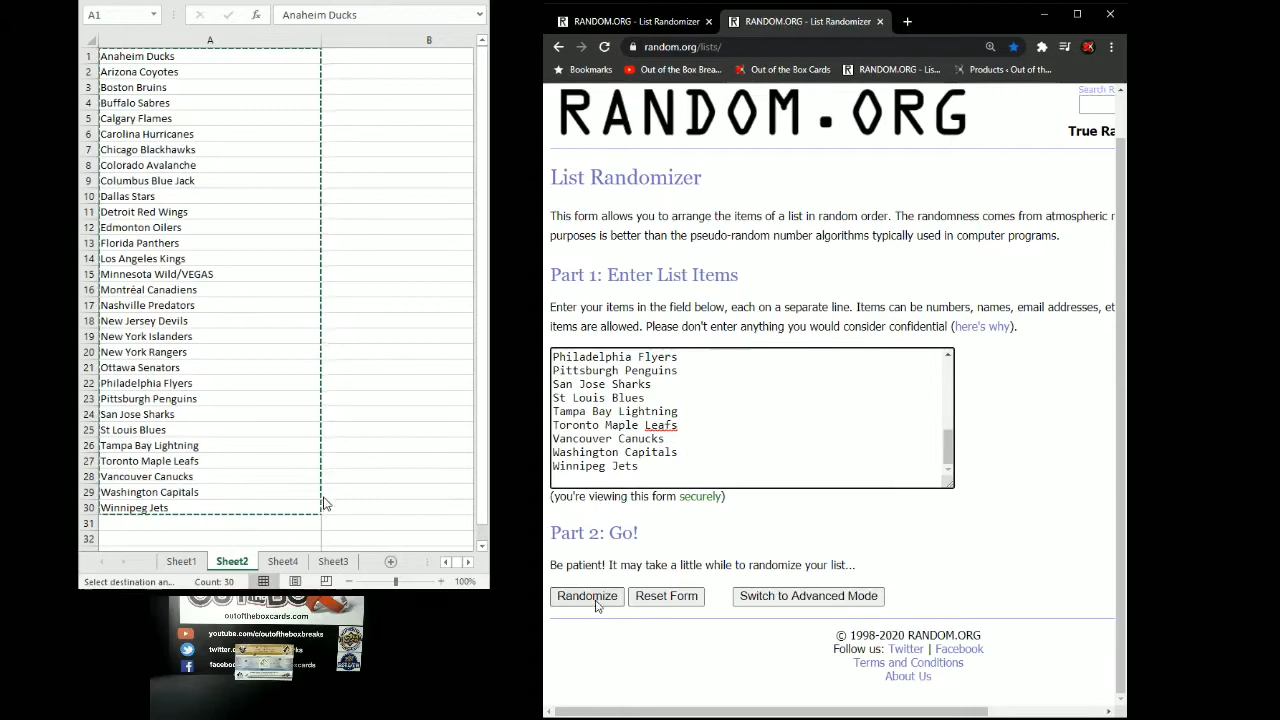 A1
Anaheim Ducks
A
B
1 Anaheim Ducks
2 Arizona Coyotes
3 Boston Bruins
4 Buffalo Sabres
5 Calgary Flames
6 Carolina Hurricanes
7 Chicago Blackhawks
8 Colorado Avalanche
9 Columbus Blue Jack
10 Dallas Stars
11 Detroit Red Wings
12 Edmonton Oilers
13 Florida Panthers
14 Los Angeles Kings
15 Minnesota Wild/VEGAS
16 Montréal Canadiens
17 Nashville Predators
18 New Jersey Devils
19 New York Islanders
20 New York Rangers
21 Ottawa Senators
22 Philadelphia Flyers
23 Pittsburgh Penguins
24 San Jose Sharks
25 St Louis Blues
26 Tampa Bay Lightning
27 Toronto Maple Leafs
28 Vancouver Canucks
29 Washington Capitals
30 Winnipeg Jets
31
32
Sheet1 Sheet2 Sheet4 Sheet3
Select destination an... Count: 30 100%
outoftheboxcards.com
youtube.com/c/outoftheboxbreaks
twitter.c
faceboo
RANDOM.ORG - List Randomizer
RANDOM.ORG - List Randomizer
random.org/lists/
Bookmarks
Out of the Box Brea...
Out of the Box Cards
RANDOM.ORG - Lis...
Products ‹ Out of th...
RANDOM.ORG
Search R
True Ra
List Randomizer
This form allows you to arrange the items of a list in random order. The randomness comes from atmospheric r
purposes is better than the pseudo-random number algorithms typically used in computer programs.
Part 1: Enter List Items
Enter your items in the field below, each on a separate line. Items can be numbers, names, email addresses, et
items are allowed. Please don't enter anything you would consider confidential (here's why).
Philadelphia Flyers
Pittsburgh Penguins
San Jose Sharks
St Louis Blues
Tampa Bay Lightning
Toronto Maple Leafs
Vancouver Canucks
Washington Capitals
Winnipeg Jets
(you're viewing this form securely)
Part 2: Go!
Be patient! It may take a little while to randomize your list...
Randomize
Reset Form
Switch to Advanced Mode
© 1998-2020 RANDOM.ORG
Follow us: Twitter | Facebook
Terms and Conditions
About Us